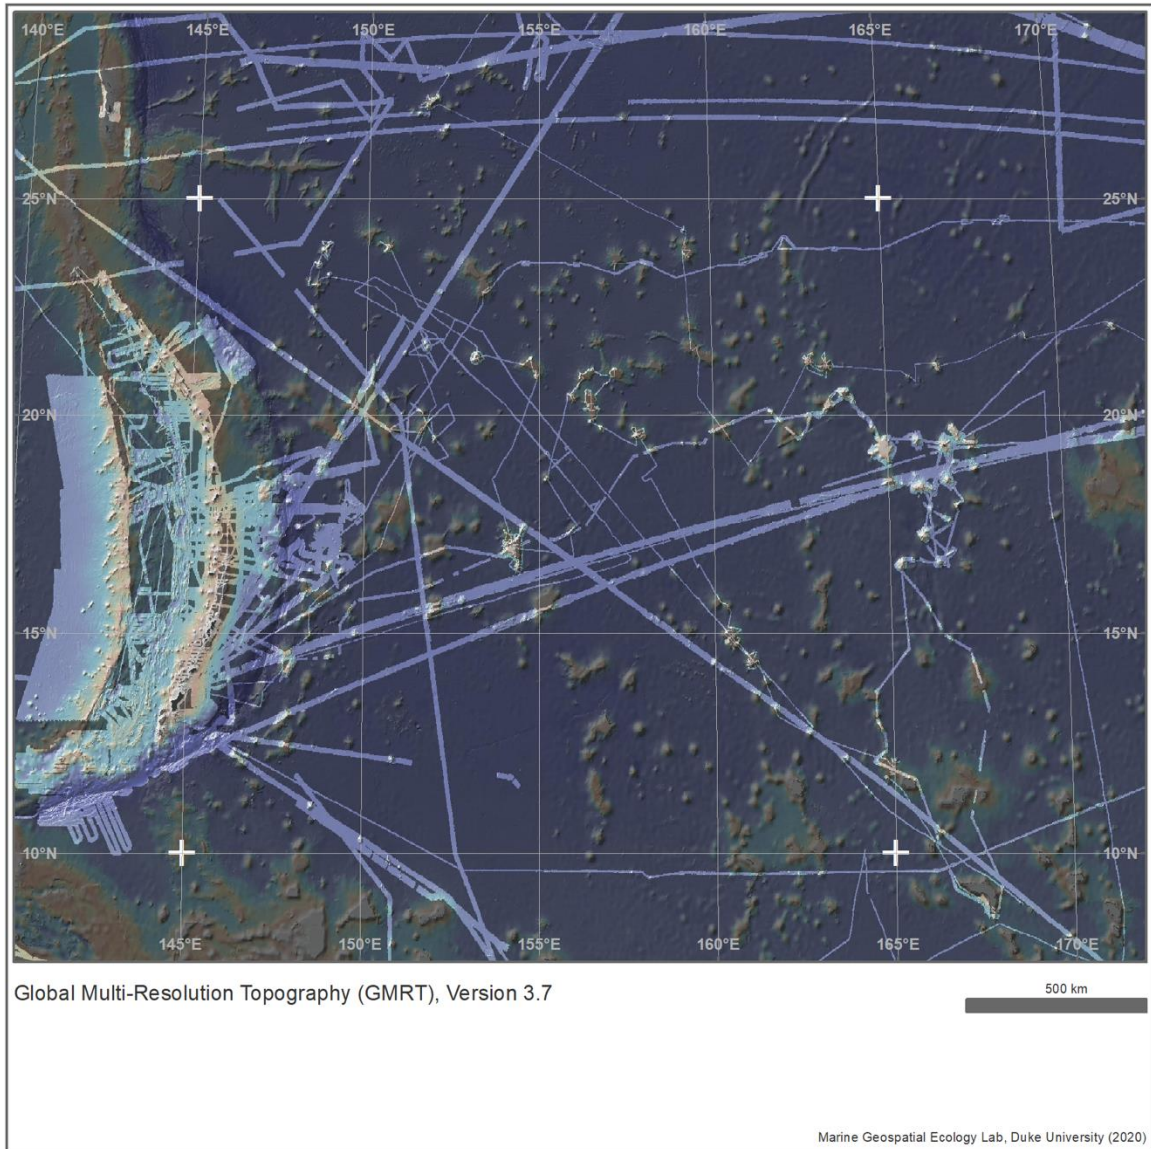 140°E 145°E 150°E 155°E 160°E 165°E 170°E
25°N 25°N
20°N 20°N
15°N 15°N
10°N 10°N
145°E 150°E 155°E 160°E 165°E 170°E
Global Multi-Resolution Topography (GMRT), Version 3.7
500 km
Marine Geospatial Ecology Lab, Duke University (2020)